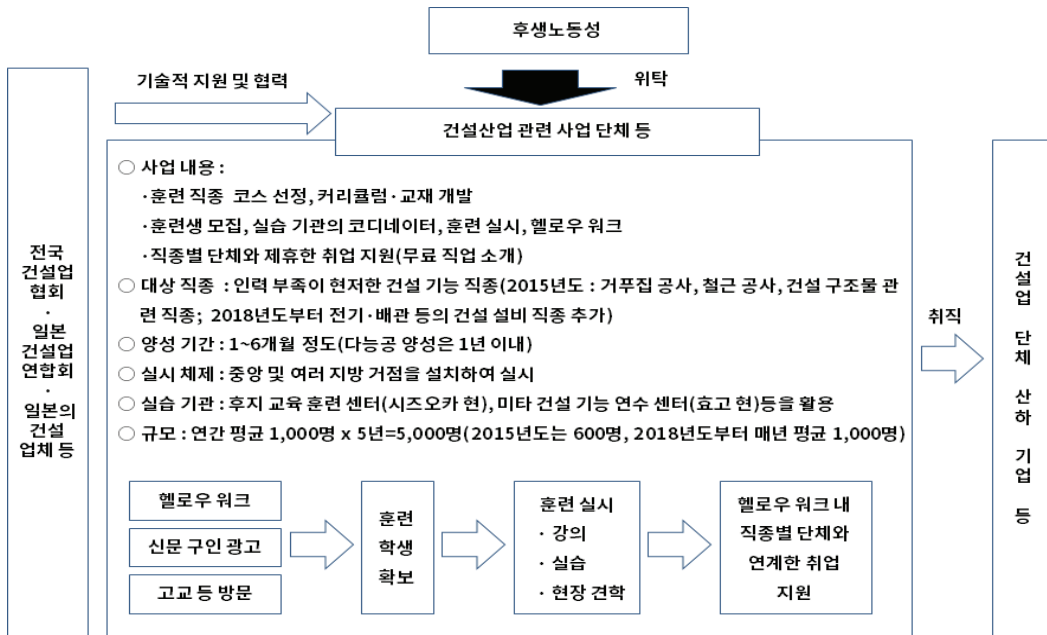 후생노동성
기술적 지원 및 협력
위탁
건설산업 관련 사업 단체 등
전국
건설업
협회
·
일본
건설업
연합회
·
일본의
건설
업체 등
○ 사업 내용 :
·훈련 직종 코스 선정, 커리큘럼·교재 개발
·훈련생 모집, 실습 기관의 코디네이터, 훈련 실시, 헬로우 워크
·직종별 단체와 제휴한 취업 지원(무료 직업 소개)
○ 대상 직종 : 인력 부족이 현저한 건설 기능 직종(2015년도 : 거푸집 공사, 철근 공사, 건설 구조물 관
련 직종; 2018년도부터 전기·배관 등의 건설 설비 직종 추가)
○ 양성 기간 : 1~6개월 정도(다능공 양성은 1년 이내)
○ 실시 체제 : 중앙 및 여러 지방 거점을 설치하여 실시
○ 실습 기관 : 후지 교육 훈련 센터(시즈오카 현), 미타 건설 기능 연수 센터(효고 현)등을 활용
○ 규모 : 연간 평균 1,000명 x 5년=5,000명(2015년도는 600명, 2018년도부터 매년 평균 1,000명)
헬로우 워크
신문 구인 광고
고교 등 방문
훈련
학생
확보
훈련 실시
· 강의
· 실습
· 현장 견학
헬로우 워크 내
직종별 단체와
연계한 취업
지원
취직
건
설
업
단
체
산
하
기
업
등